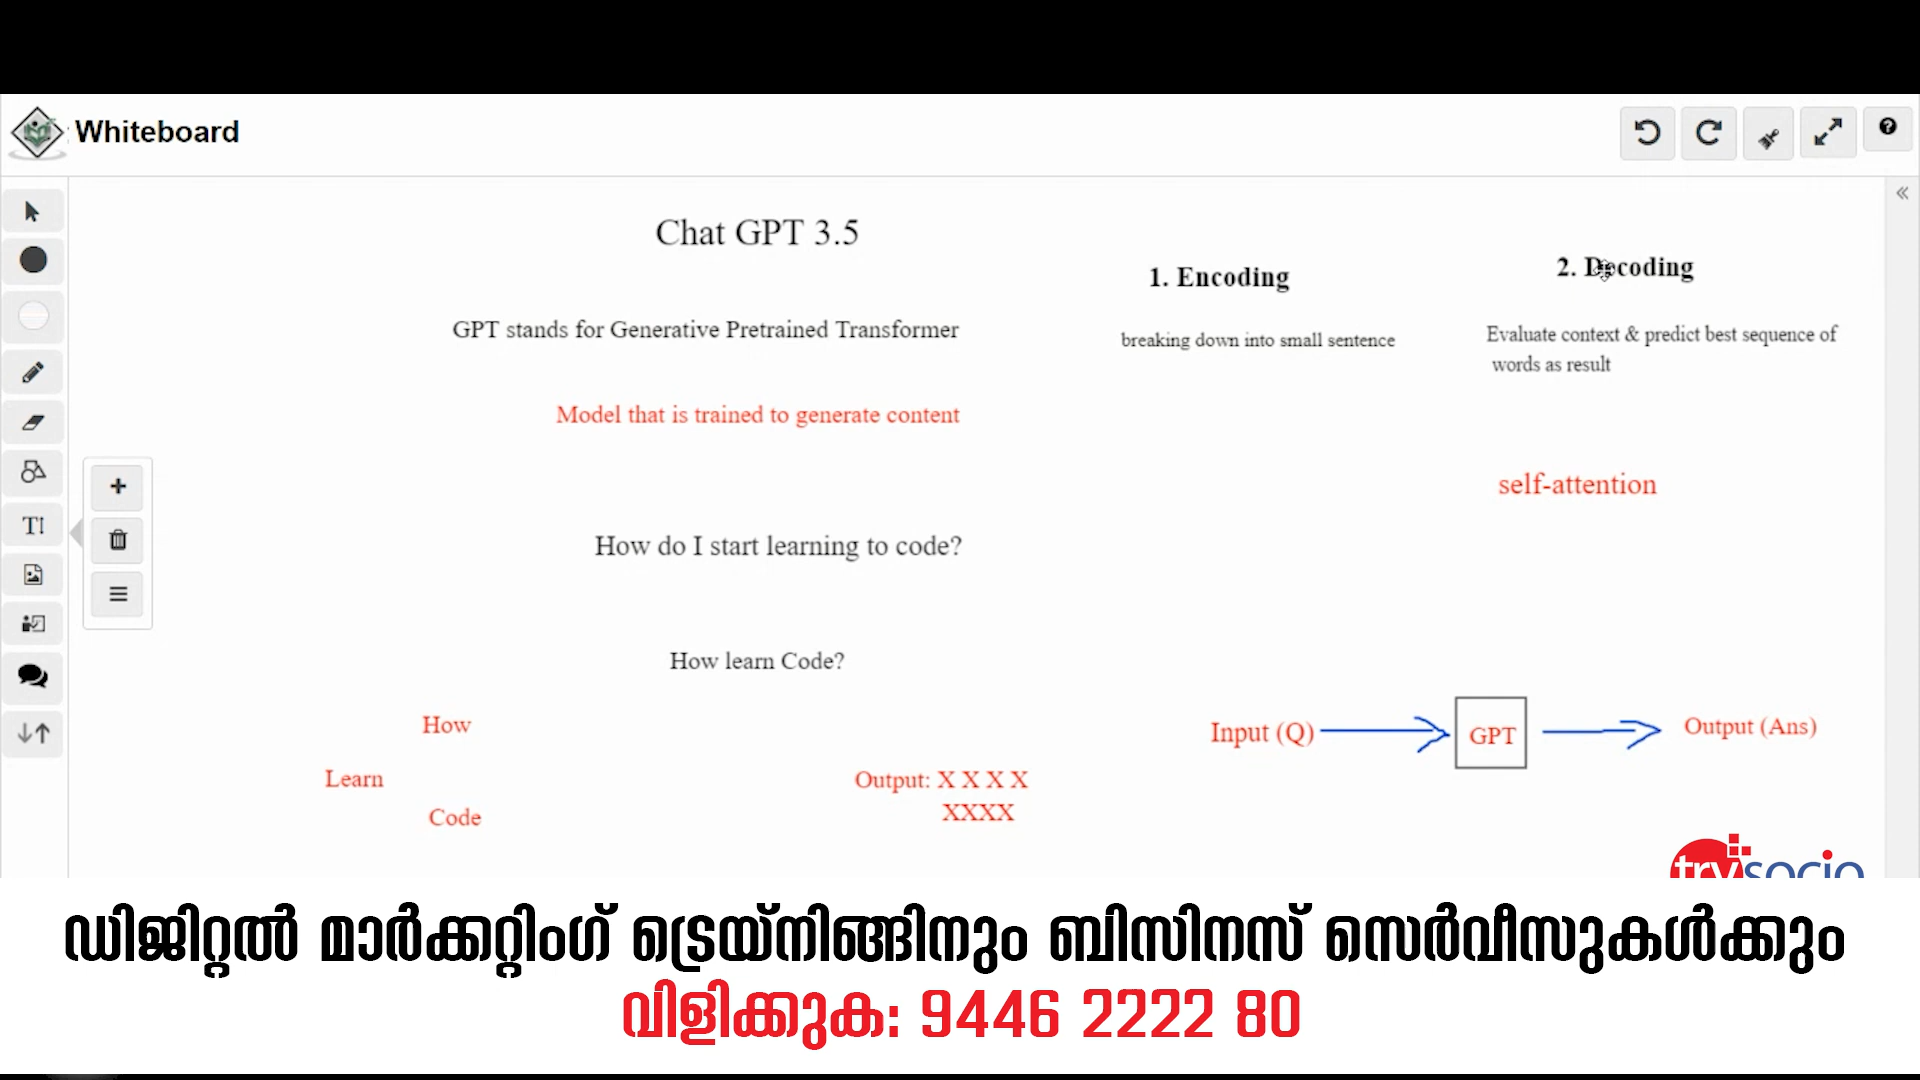 Whiteboard
Chat GPT 3.5
GPT stands for Generative Pretrained Transformer
Model that is trained to generate content
1. Encoding
breaking down into small sentence
2. Decoding
Evaluate context & predict best sequence of
words as result
self-attention
How do I start learning to code?
How learn Code?
How
Learn
Code
Output: X X X X
XXXX
Input (Q)
GPT
Output (Ans)
trysocio
ഡിജിറ്റൽ മാർക്കറ്റിംഗ് ട്രെയ്നിങ്ങിനും ബിസിനസ് സെർവീസുകൾക്കും
വിളിക്കുക: 9446 2222 80